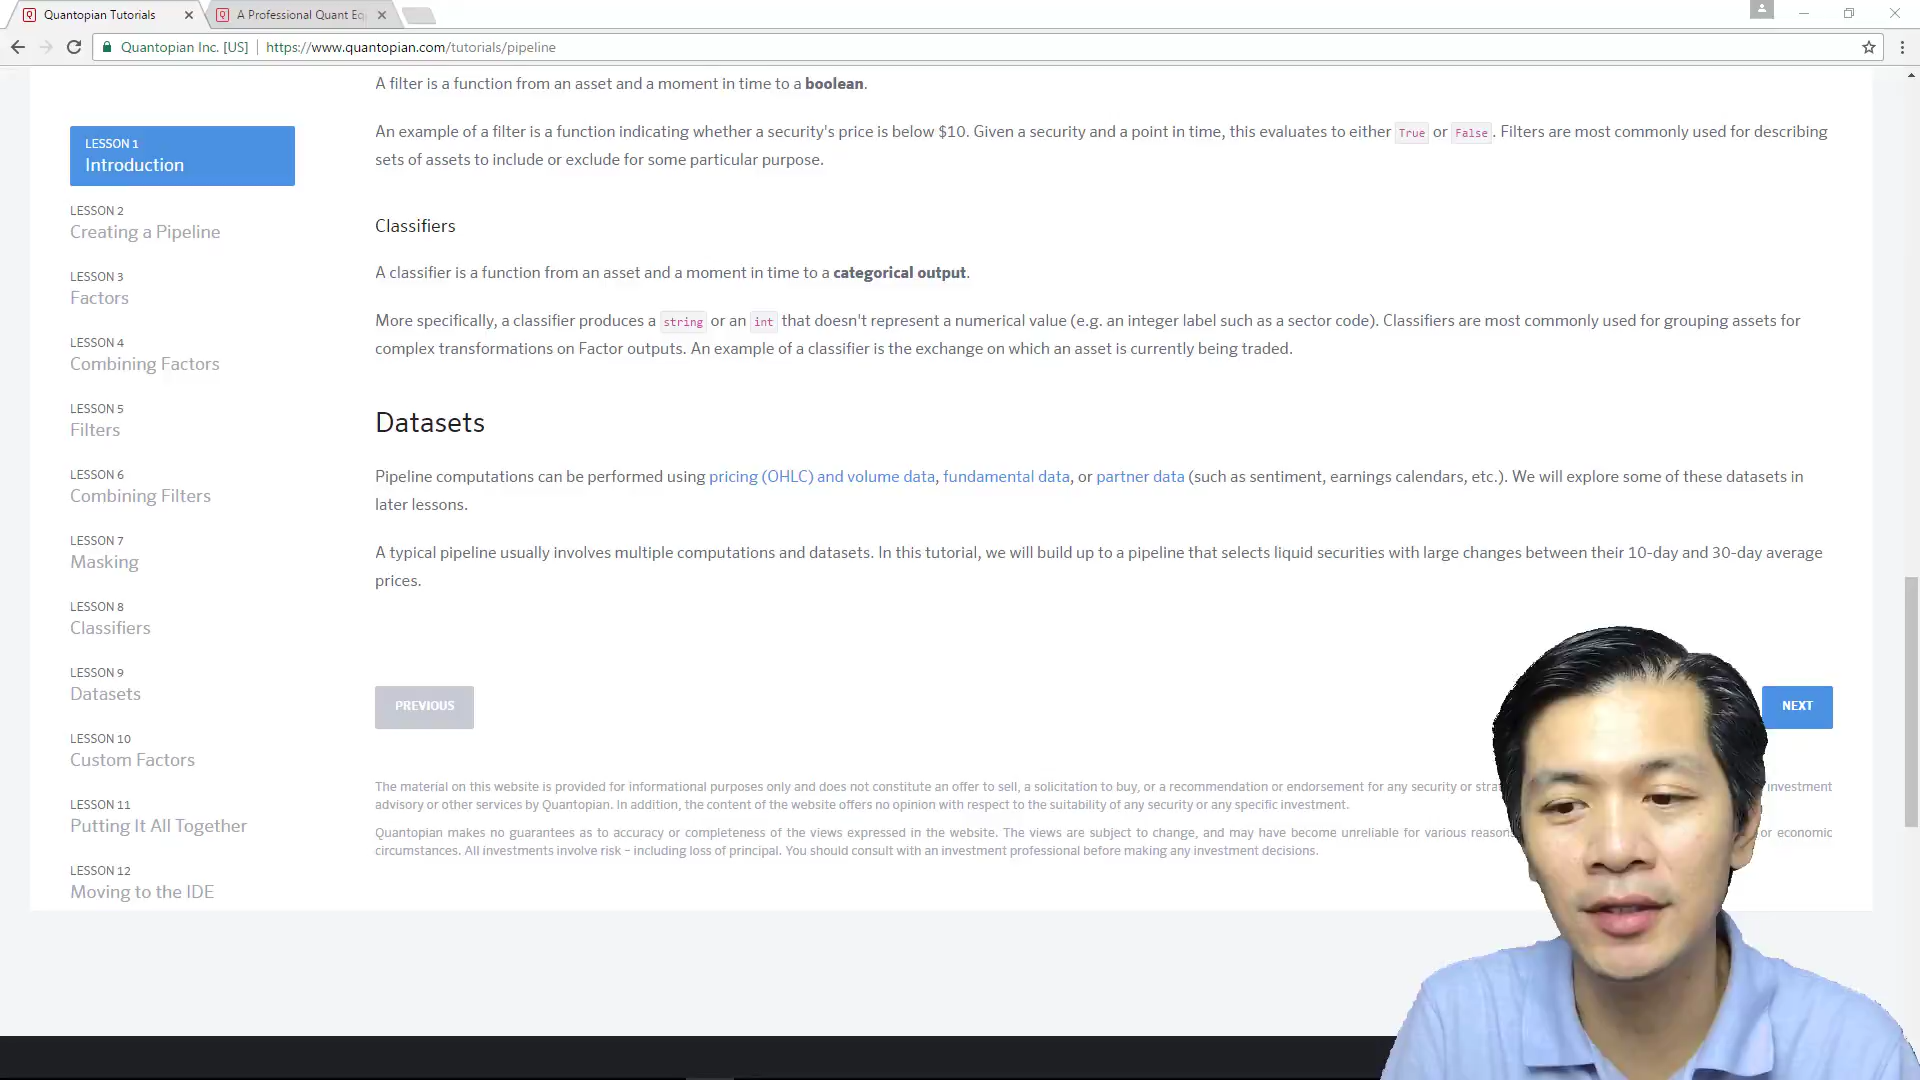 Quantopian Tutorials
A Professional Quant Eq
Quantopian Inc. [US]
https://www.quantopian.com/tutorials/pipeline
A filter is a function from an asset and a moment in time to a boolean.
An example of a filter is a function indicating whether a security's price is below $10. Given a security and a point in time, this evaluates to either True or False. Filters are most commonly used for describing
sets of assets to include or exclude for some particular purpose.
Classifiers
A classifier is a function from an asset and a moment in time to a categorical output.
More specifically, a classifier produces a string or an int that doesn't represent a numerical value (e.g. an integer label such as a sector code). Classifiers are most commonly used for grouping assets for
complex transformations on Factor outputs. An example of a classifier is the exchange on which an asset is currently being traded.
Datasets
Pipeline computations can be performed using pricing (OHLC) and volume data, fundamental data, or partner data (such as sentiment, earnings calendars, etc.). We will explore some of these datasets in
later lessons.
A typical pipeline usually involves multiple computations and datasets. In this tutorial, we will build up to a pipeline that selects liquid securities with large changes between their 10-day and 30-day average
prices.
PREVIOUS
NEXT
The material on this website is provided for informational purposes only and does not constitute an offer to sell, a solicitation to buy, or a recommendation or endorsement for any security or investment
advisory or other services by Quantopian. In addition, the content of the website offers no opinion with respect to the suitability of any security or any specific investment.
Quantopian makes no guarantees as to accuracy or completeness of the views expressed in the website. The views are subject to change, and may have become unreliable for various or economic
circumstances. All investments involve risk – including loss of principal. You should consult with an investment professional before making any investment decisions.
LESSON 1
Introduction
LESSON 2
Creating a Pipeline
LESSON 3
Factors
LESSON 4
Combining Factors
LESSON 5
Filters
LESSON 6
Combining Filters
LESSON 7
Masking
LESSON 8
Classifiers
LESSON 9
Datasets
LESSON 10
Custom Factors
LESSON 11
Putting It All Together
LESSON 12
Moving to the IDE